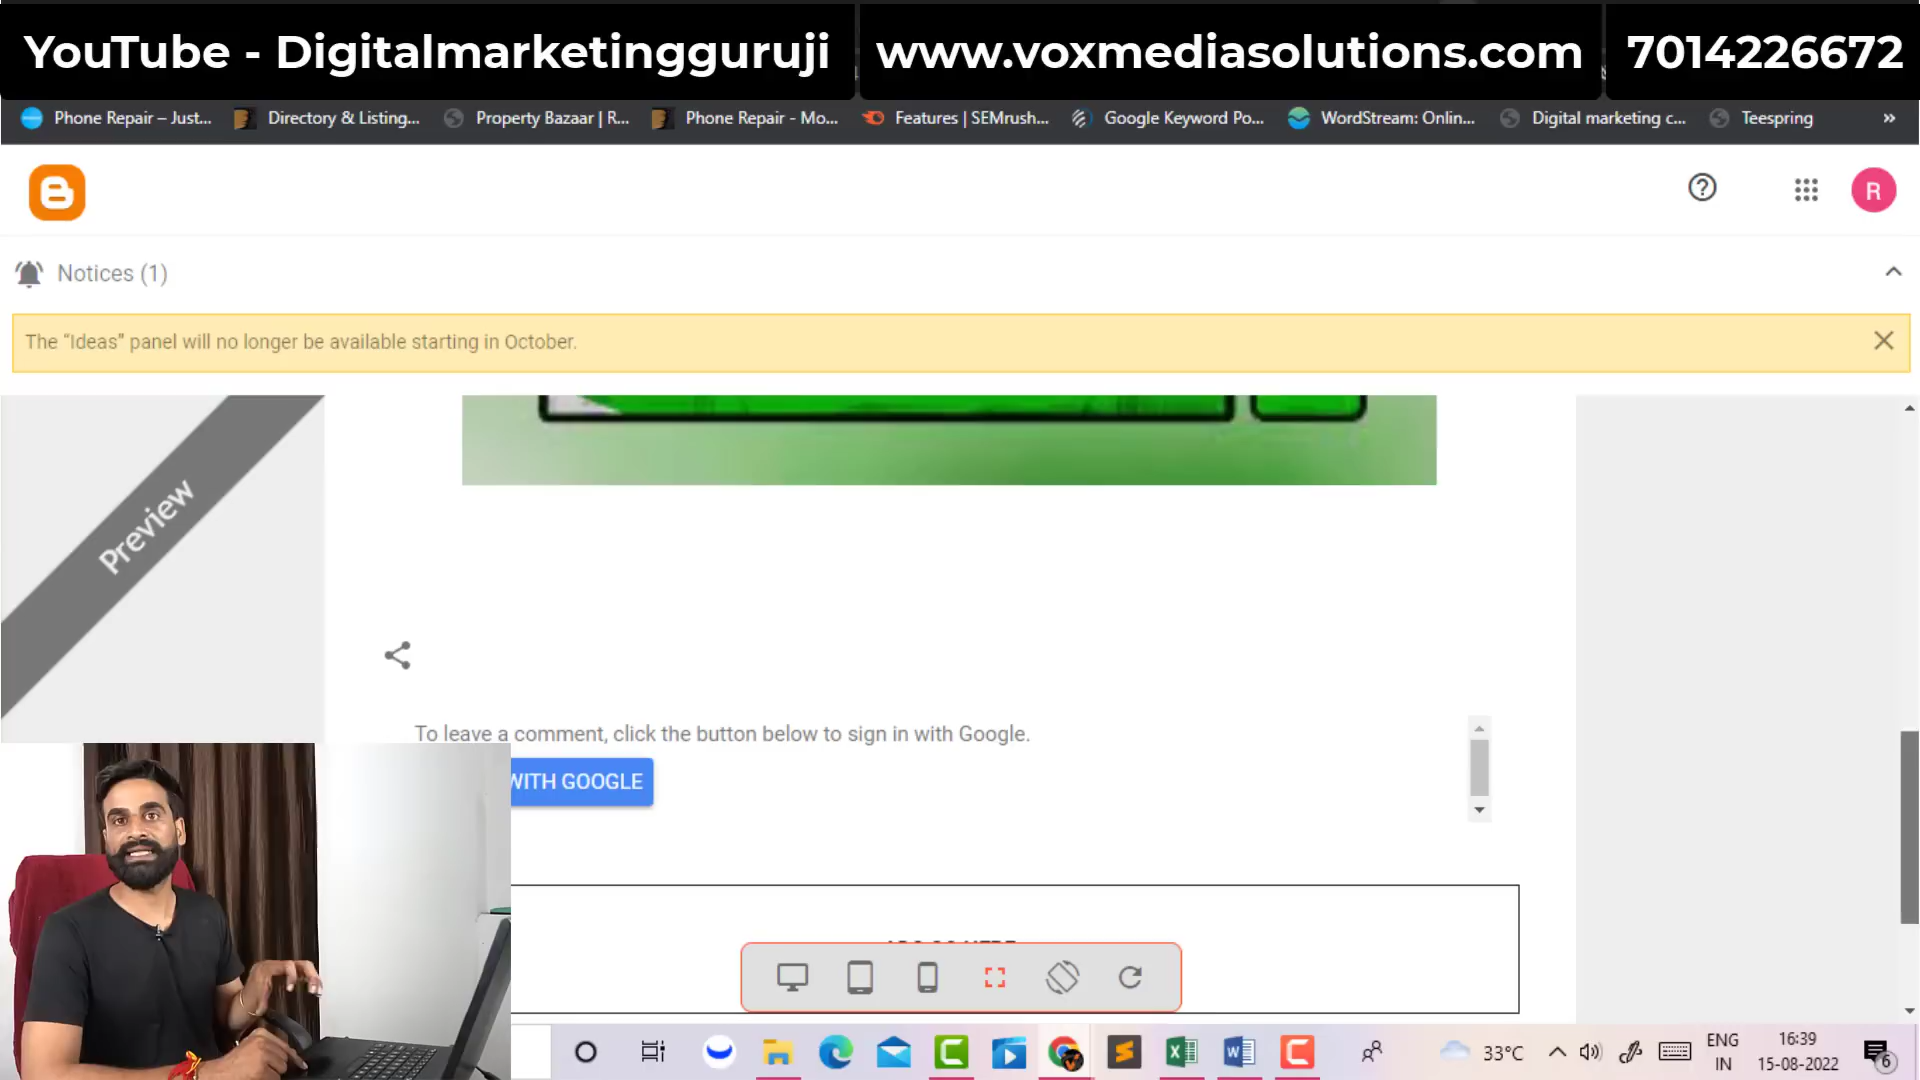 YouTube - Digitalmarketingguruji www.voxmediasolutions.com 7014226672
Phone Repair – Just... Directory & Listing... Property Bazaar | R... Phone Repair - Mo... Features | SEMrush... Google Keyword Po... WordStream: Onlin... Digital marketing c... Teespring »
R
Notices (1)
The “Ideas” panel will no longer be available starting in October.
Preview
To leave a comment, click the button below to sign in with Google.
WITH GOOGLE
33°C ENG 16:39
IN 15-08-2022 6